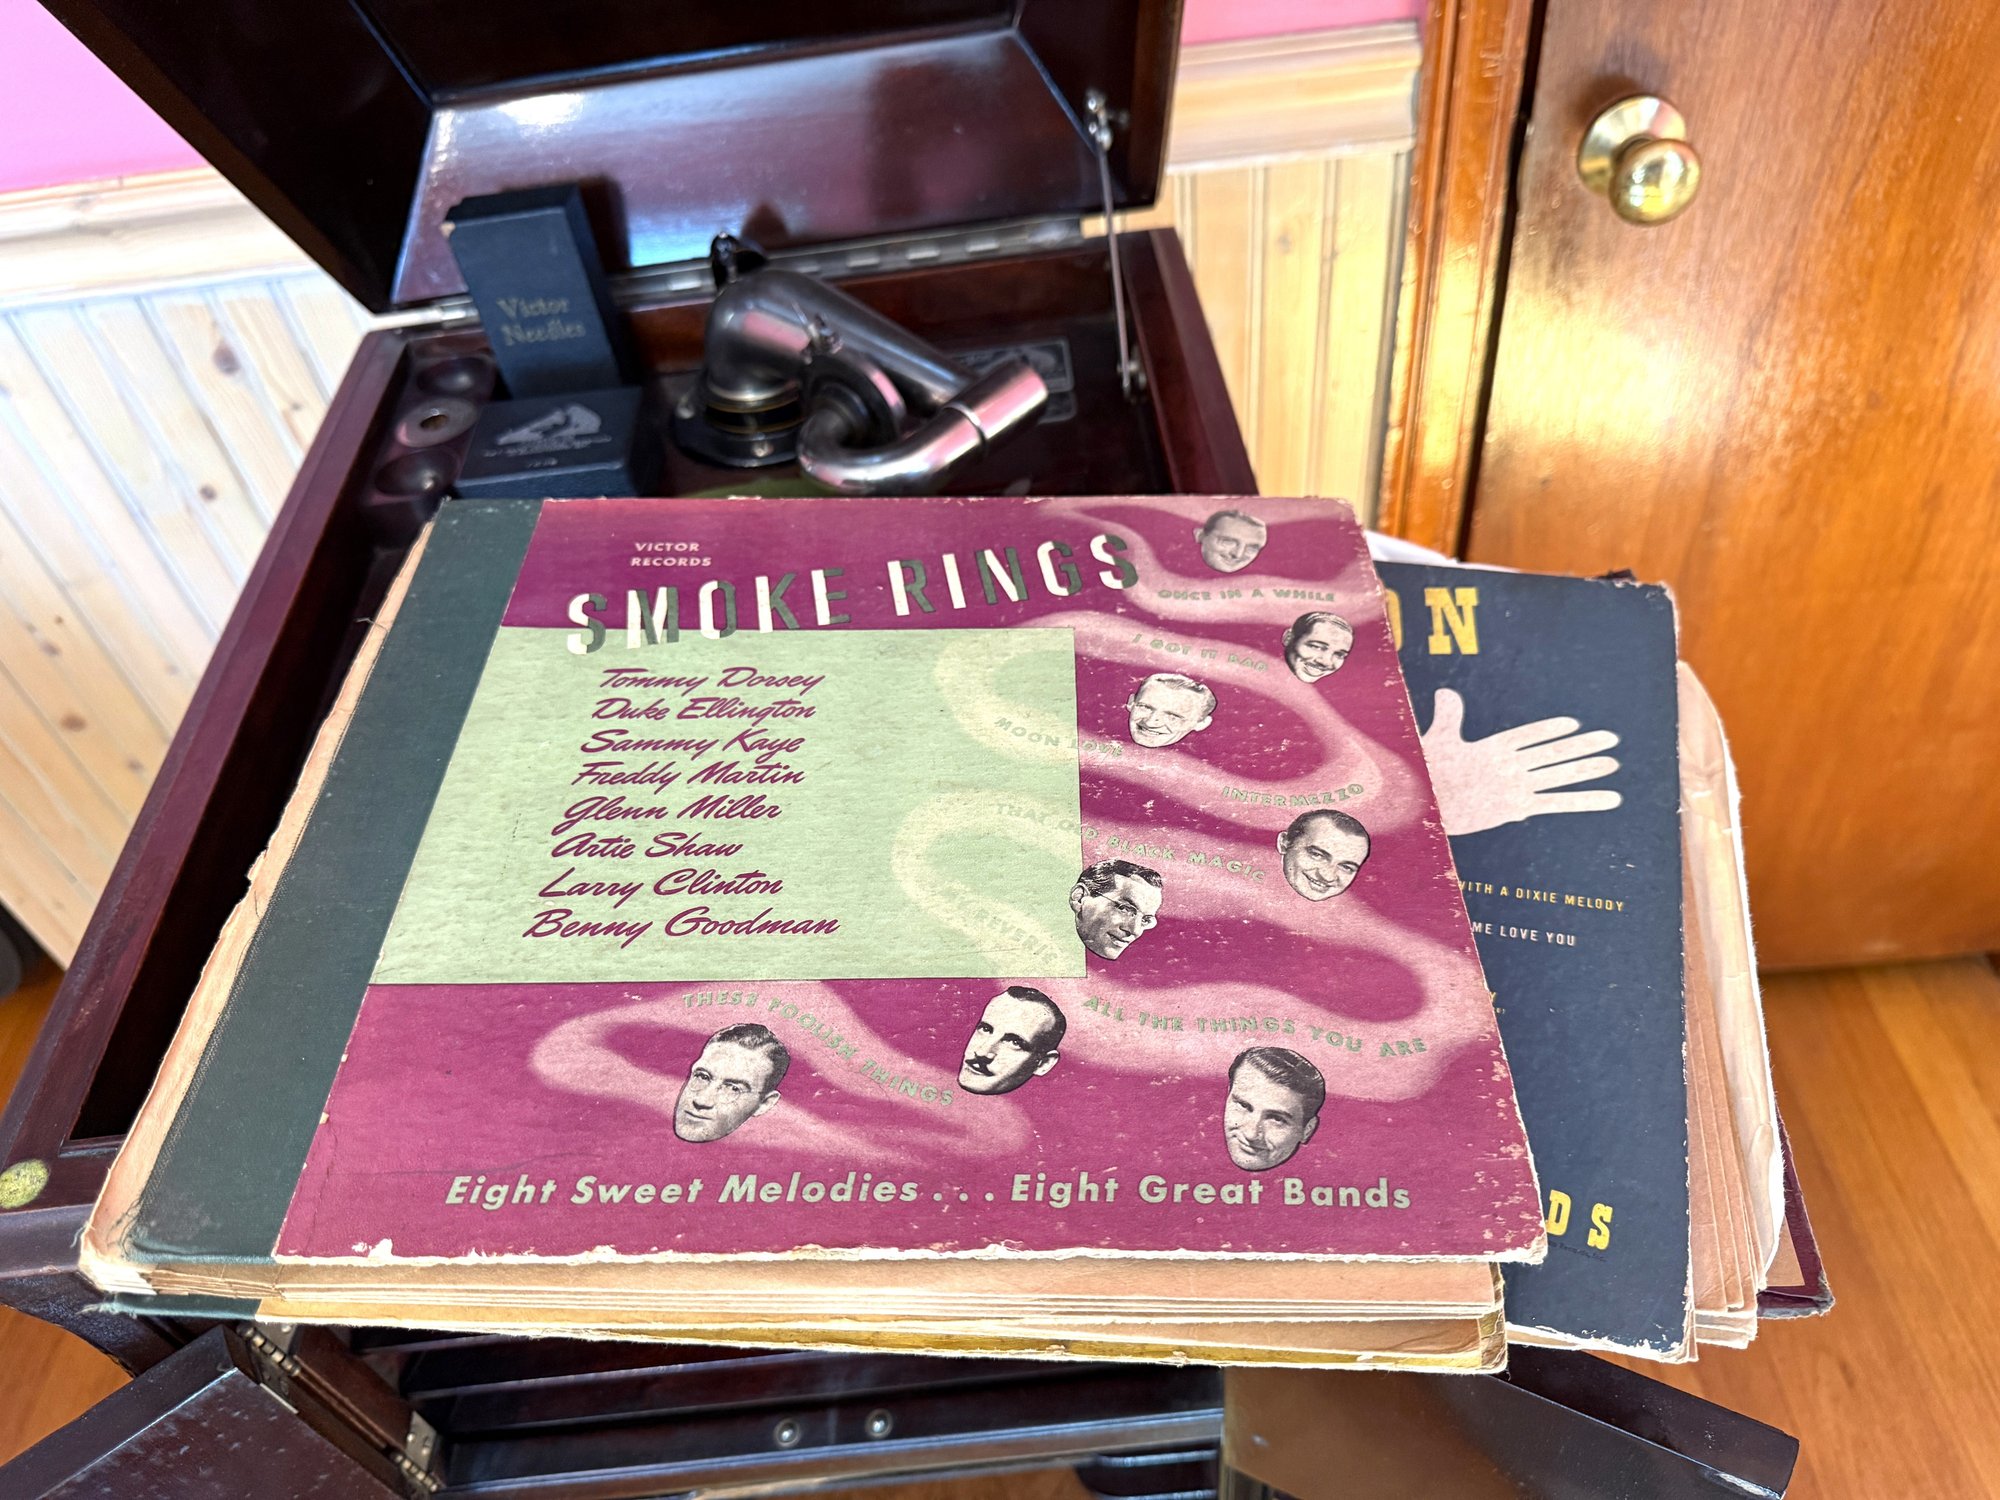 Victor
Needles
VICTOR
RECORDS
SMOKE RINGS
Tommy Dorsey
Duke Ellington
Sammy Kaye
Freddy Martin
Glenn Miller
Artie Shaw
Larry Clinton
Benny Goodman
ONCE IN A WHILE
I GOT IT BAD
MOON LOVE
INTERMEZZO
THAT OLD BLACK MAGIC
MY REVERIE
ALL THE THINGS YOU ARE
THESE FOOLISH THINGS
Eight Sweet Melodies . . . Eight Great Bands
ON
WITH A DIXIE MELODY
ME LOVE YOU
DS